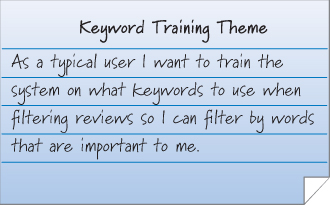 Keyword Training Theme
As a typical user I want to train the
system on what keywords to use when
filtering reviews so I can filter by words
that are important to me.